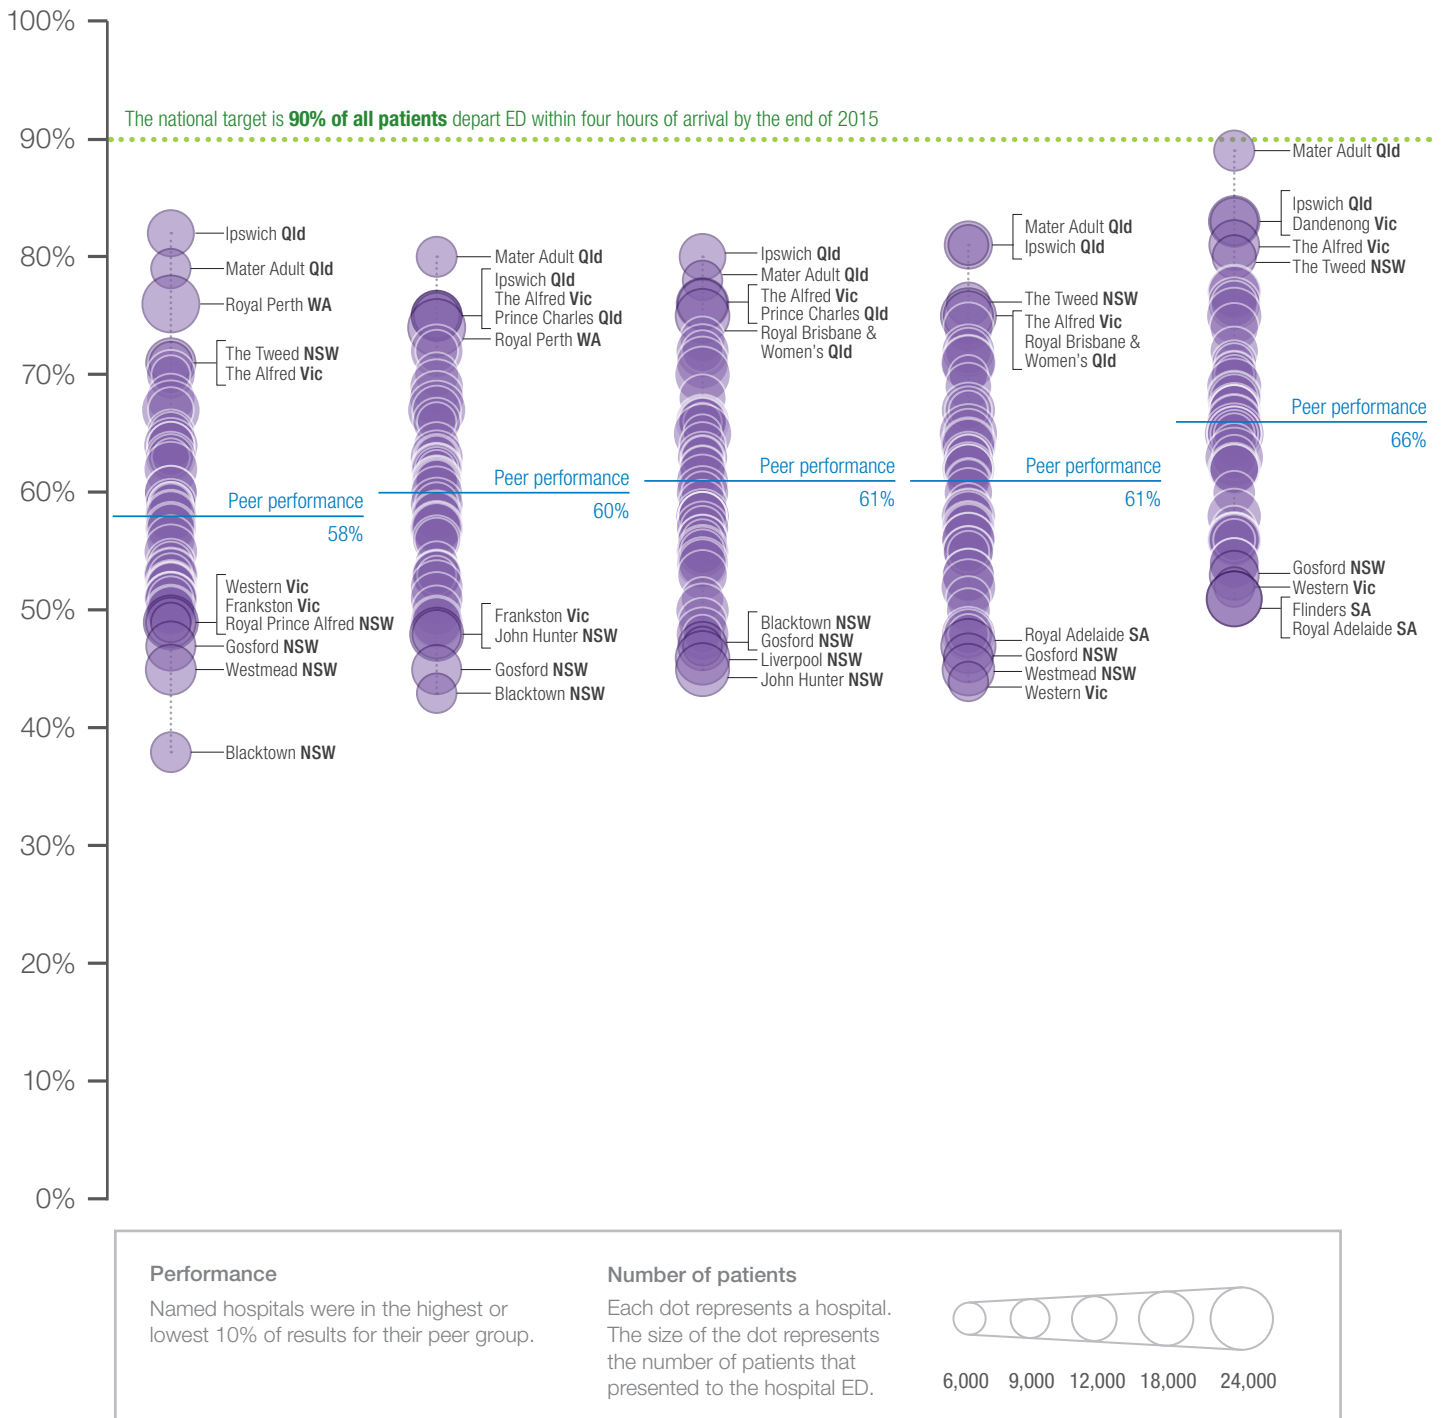 100%
The national target is 90% of all patients depart ED within four hours of arrival by the end of 2015
90%
80%
70%
60%
50%
40%
30%
20%
10%
0%
Ipswich Qld
Mater Adult Qld
Royal Perth WA
The Tweed NSW
The Alfred Vic
Peer performance
58%
Western Vic
Frankston Vic
Royal Prince Alfred NSW
Gosford NSW
Westmead NSW
Blacktown NSW
Mater Adult Qld
Ipswich Qld
The Alfred Vic
Prince Charles Qld
Royal Perth WA
Peer performance
60%
Frankston Vic
John Hunter NSW
Gosford NSW
Blacktown NSW
Ipswich Qld
Mater Adult Qld
The Alfred Vic
Prince Charles Qld
Royal Brisbane &
Women's Qld
Peer performance
61%
Blacktown NSW
Gosford NSW
Liverpool NSW
John Hunter NSW
Mater Adult Qld
Ipswich Qld
The Tweed NSW
The Alfred Vic
Royal Brisbane &
Women's Qld
Peer performance
61%
Royal Adelaide SA
Gosford NSW
Westmead NSW
Western Vic
Mater Adult Qld
Ipswich Qld
Dandenong Vic
The Alfred Vic
The Tweed NSW
Peer performance
66%
Gosford NSW
Western Vic
Flinders SA
Royal Adelaide SA
Performance
Named hospitals were in the highest or
lowest 10% of results for their peer group.
Number of patients
Each dot represents a hospital.
The size of the dot represents
the number of patients that
presented to the hospital ED.
6,000 9,000 12,000 18,000 24,000